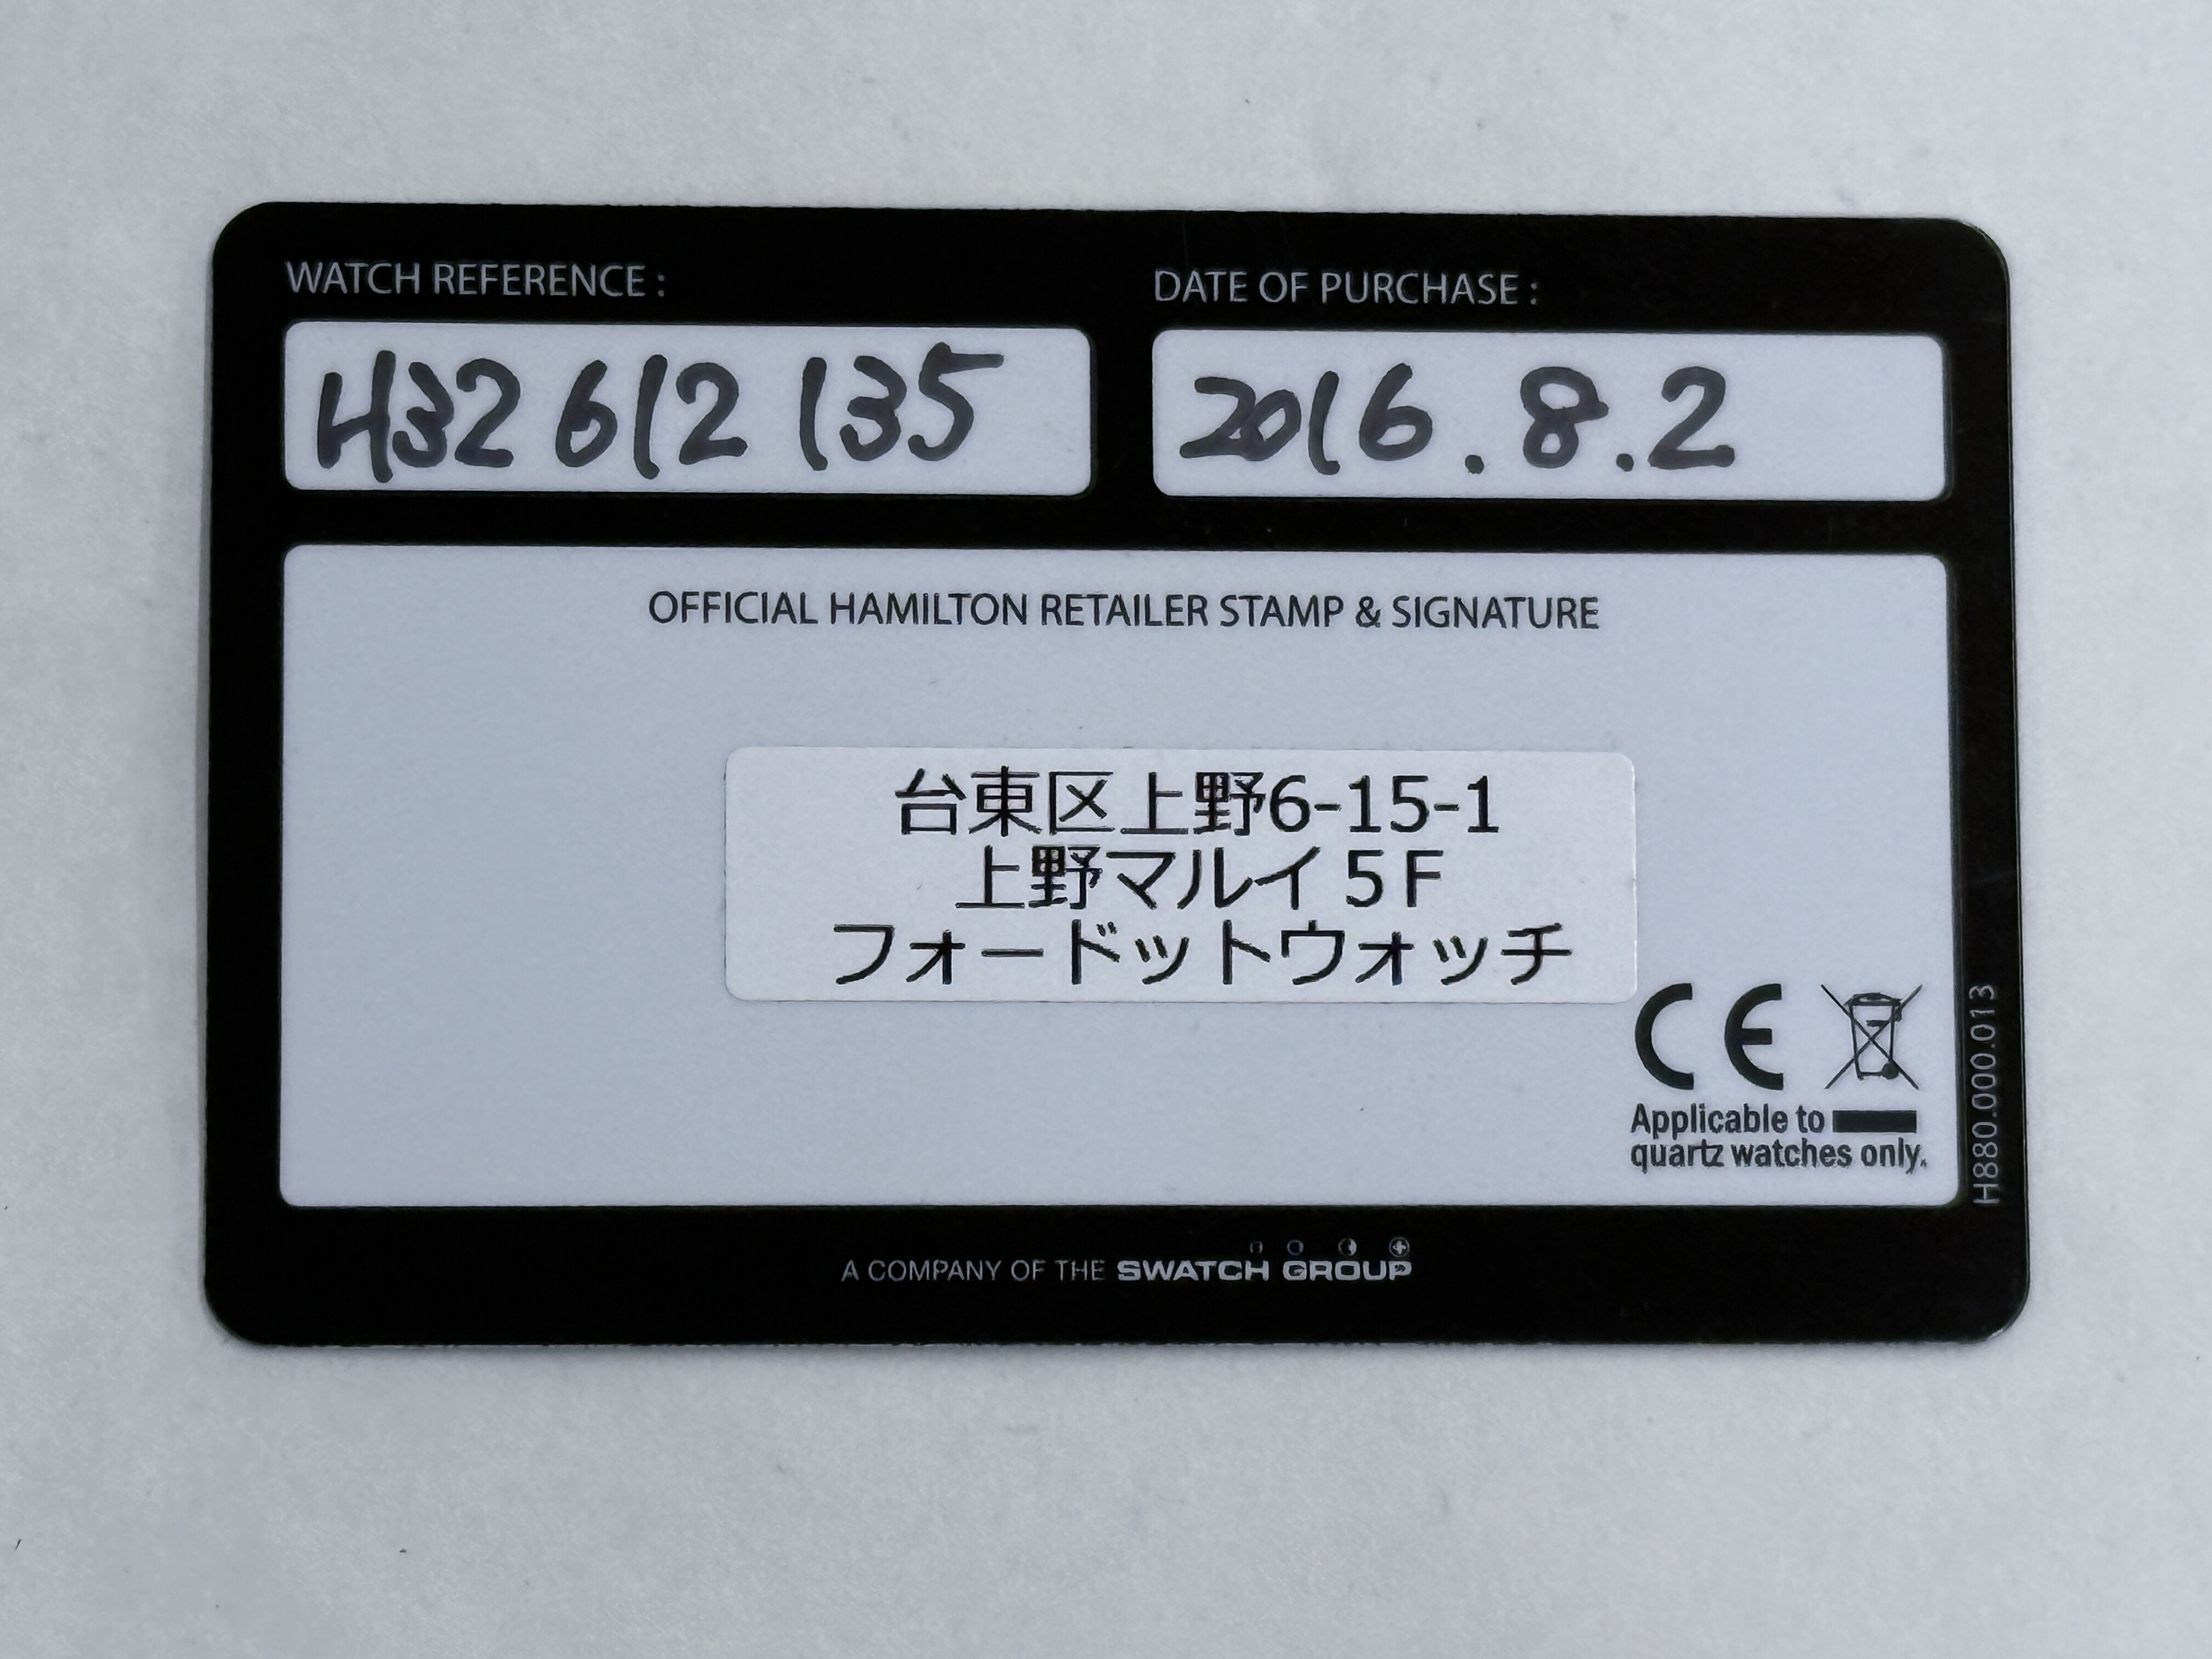 WATCH REFERENCE :
H32 612 135
DATE OF PURCHASE :
2016.8.2
OFFICIAL HAMILTON RETAILER STAMP & SIGNATURE
台東区上野6-15-1
上野マルイ 5 F
フォードットウォッチ
CE
Applicable to
quartz watches only.
H880.000.013
A COMPANY OF THE SWATCH GROUP